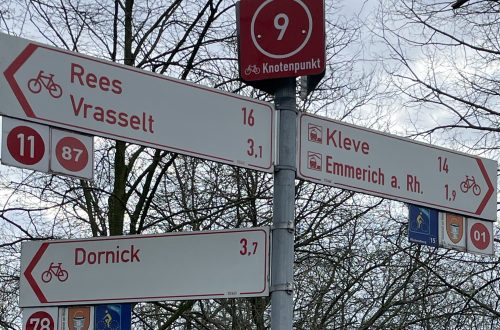 9
Knotenpunkt
Rees 16
Vrasselt 3,1
11 87
Kleve 14
Emmerich a. Rh. 1,9
01
Dornick 3,7
78